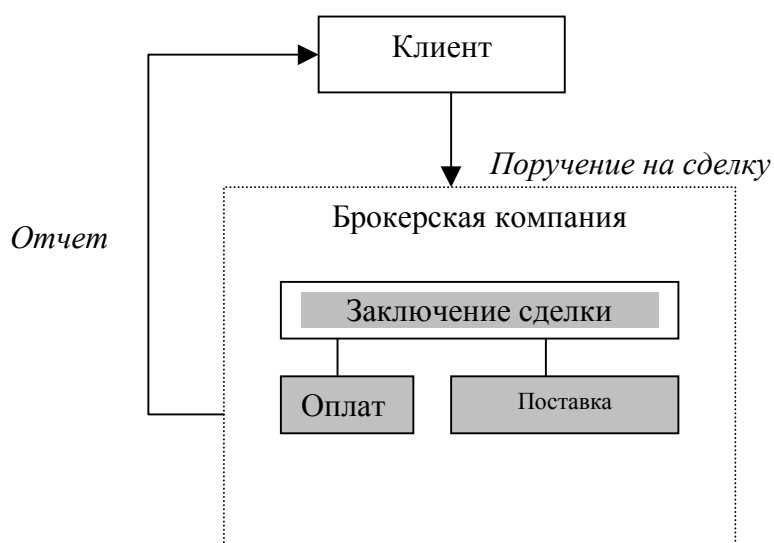 Клиент
Поручение на сделку
Брокерская компания
Отчет
Заключение сделки
Оплат
Поставка